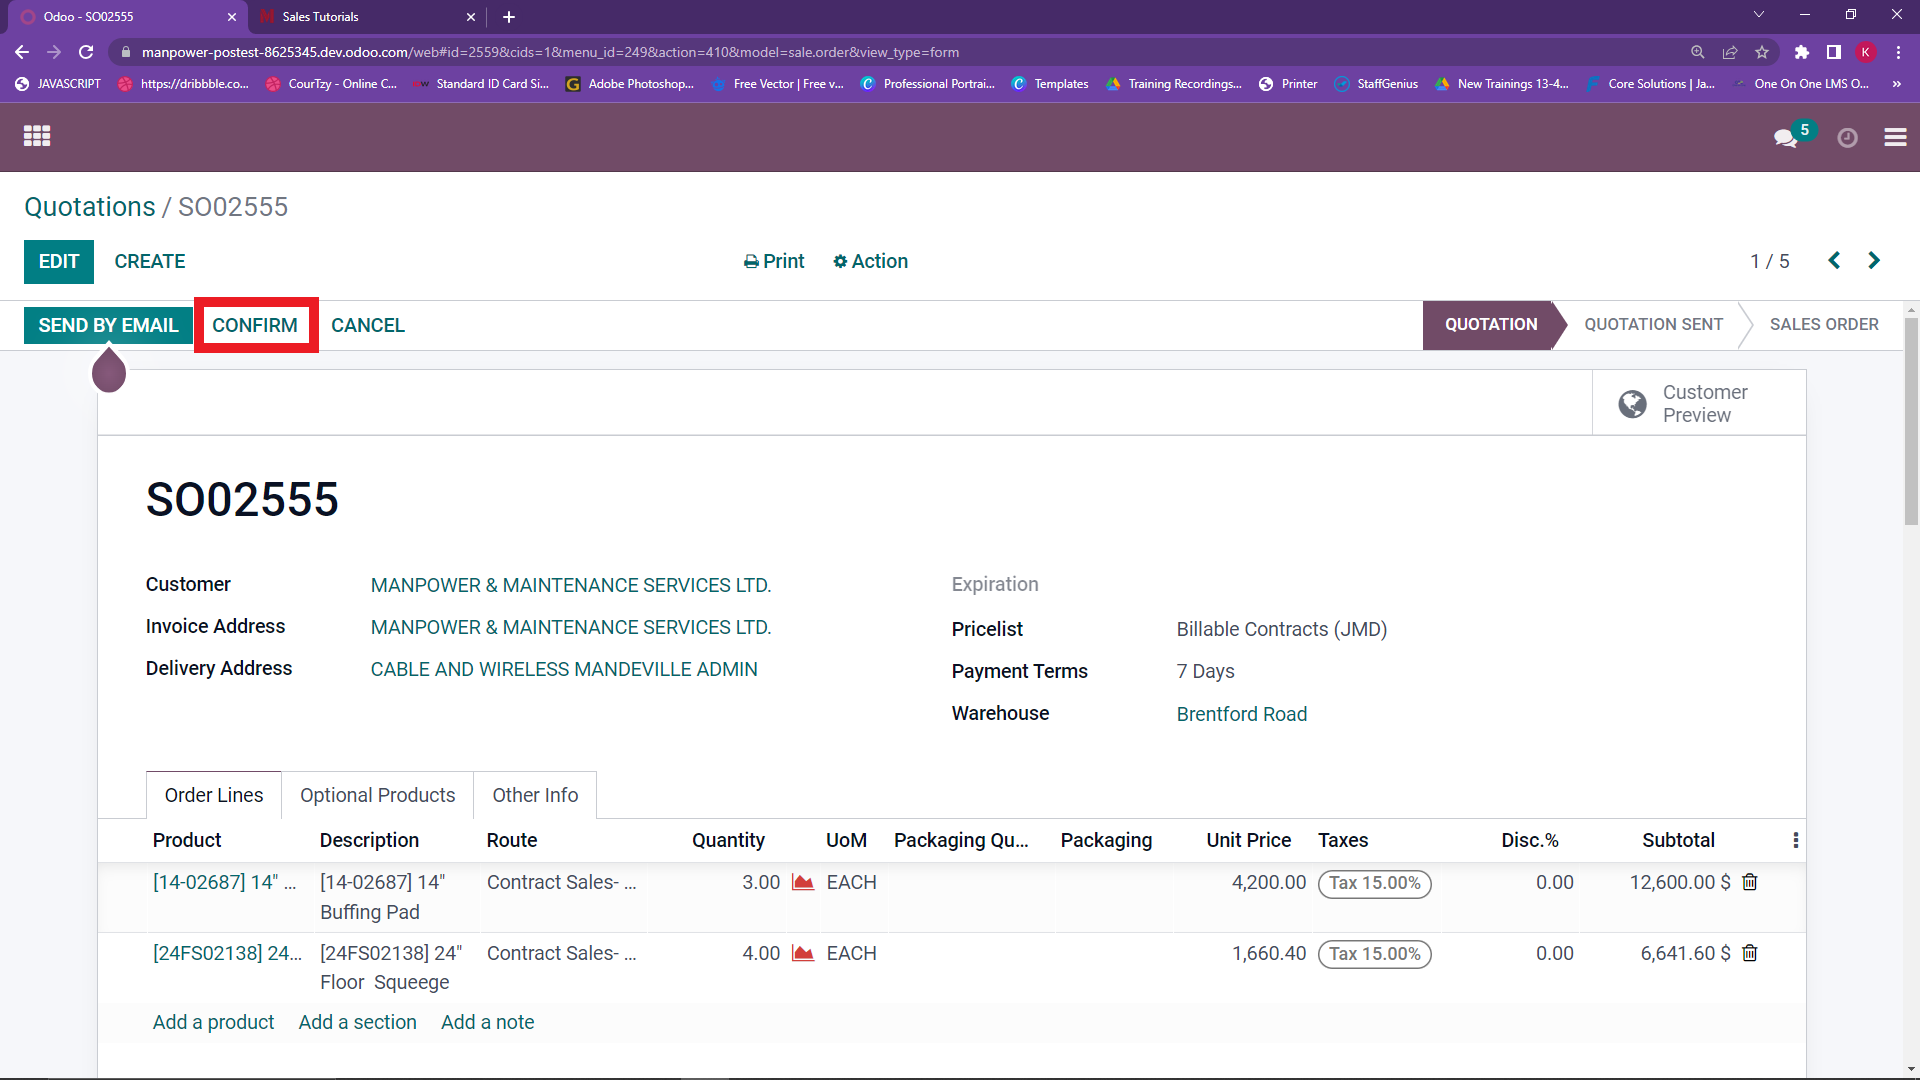 Odoo - SO02555
Sales Tutorials
manpower-postest-8625345.dev.odoo.com/web#id=2559&cids=1&menu_id=249&action=410&model=sale.order&view_type=form
K
JAVASCRIPT
https://dribbble.co...
CourTzy - Online C...
Standard ID Card Si...
Adobe Photoshop...
Free Vector | Free v...
Professional Portrai...
Templates
Training Recordings...
Printer
StaffGenius
New Trainings 13-4...
Core Solutions | Ja...
One On One LMS O...
»
5
Quotations / SO02555
EDIT CREATE Print Action 1 / 5
SEND BY EMAIL CONFIRM CANCEL QUOTATION QUOTATION SENT SALES ORDER
Customer
Preview
SO02555
Customer MANPOWER & MAINTENANCE SERVICES LTD.
Invoice Address MANPOWER & MAINTENANCE SERVICES LTD.
Delivery Address CABLE AND WIRELESS MANDEVILLE ADMIN
Expiration
Pricelist Billable Contracts (JMD)
Payment Terms 7 Days
Warehouse Brentford Road
Order Lines Optional Products Other Info
Product Description Route Quantity UoM Packaging Qu... Packaging Unit Price Taxes Disc.% Subtotal
[14-02687] 14" ... [14-02687] 14" Contract Sales- ... 3.00 EACH 4,200.00 Tax 15.00% 0.00 12,600.00 $
Buffing Pad
[24FS02138] 24... [24FS02138] 24" Contract Sales- ... 4.00 EACH 1,660.40 Tax 15.00% 0.00 6,641.60 $
Floor Squeege
Add a product Add a section Add a note